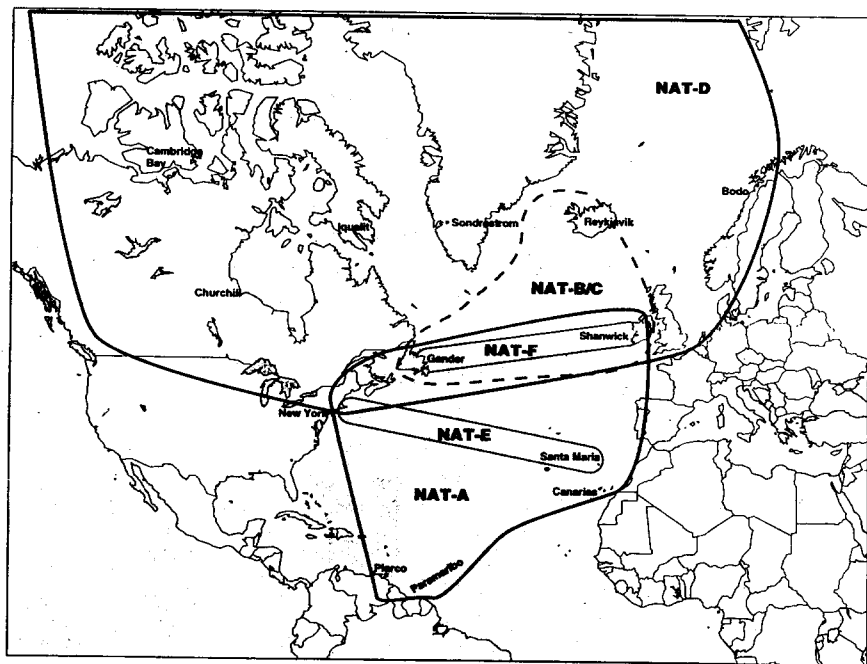 NAT-D
Cambridge
Bay
Bodo
Iqualit
Sondrestrom
Reykjavik
NAT-B/C
Churchill
Shanwick
NAT-F
Gander
New York
NAT-E
Santa Maria
Canarias
NAT-A
Piarco
Paramaribo